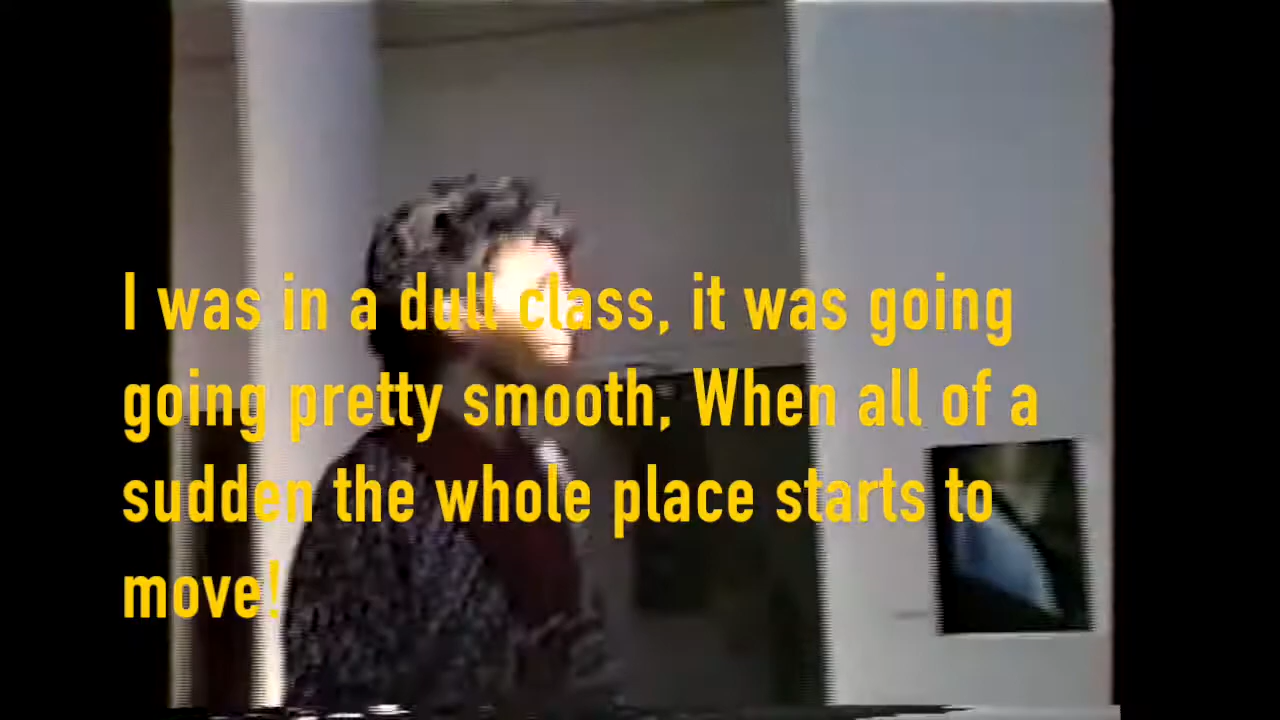 I was in a dull class, it was going
going pretty smooth, When all of a
sudden the whole place starts to
move!